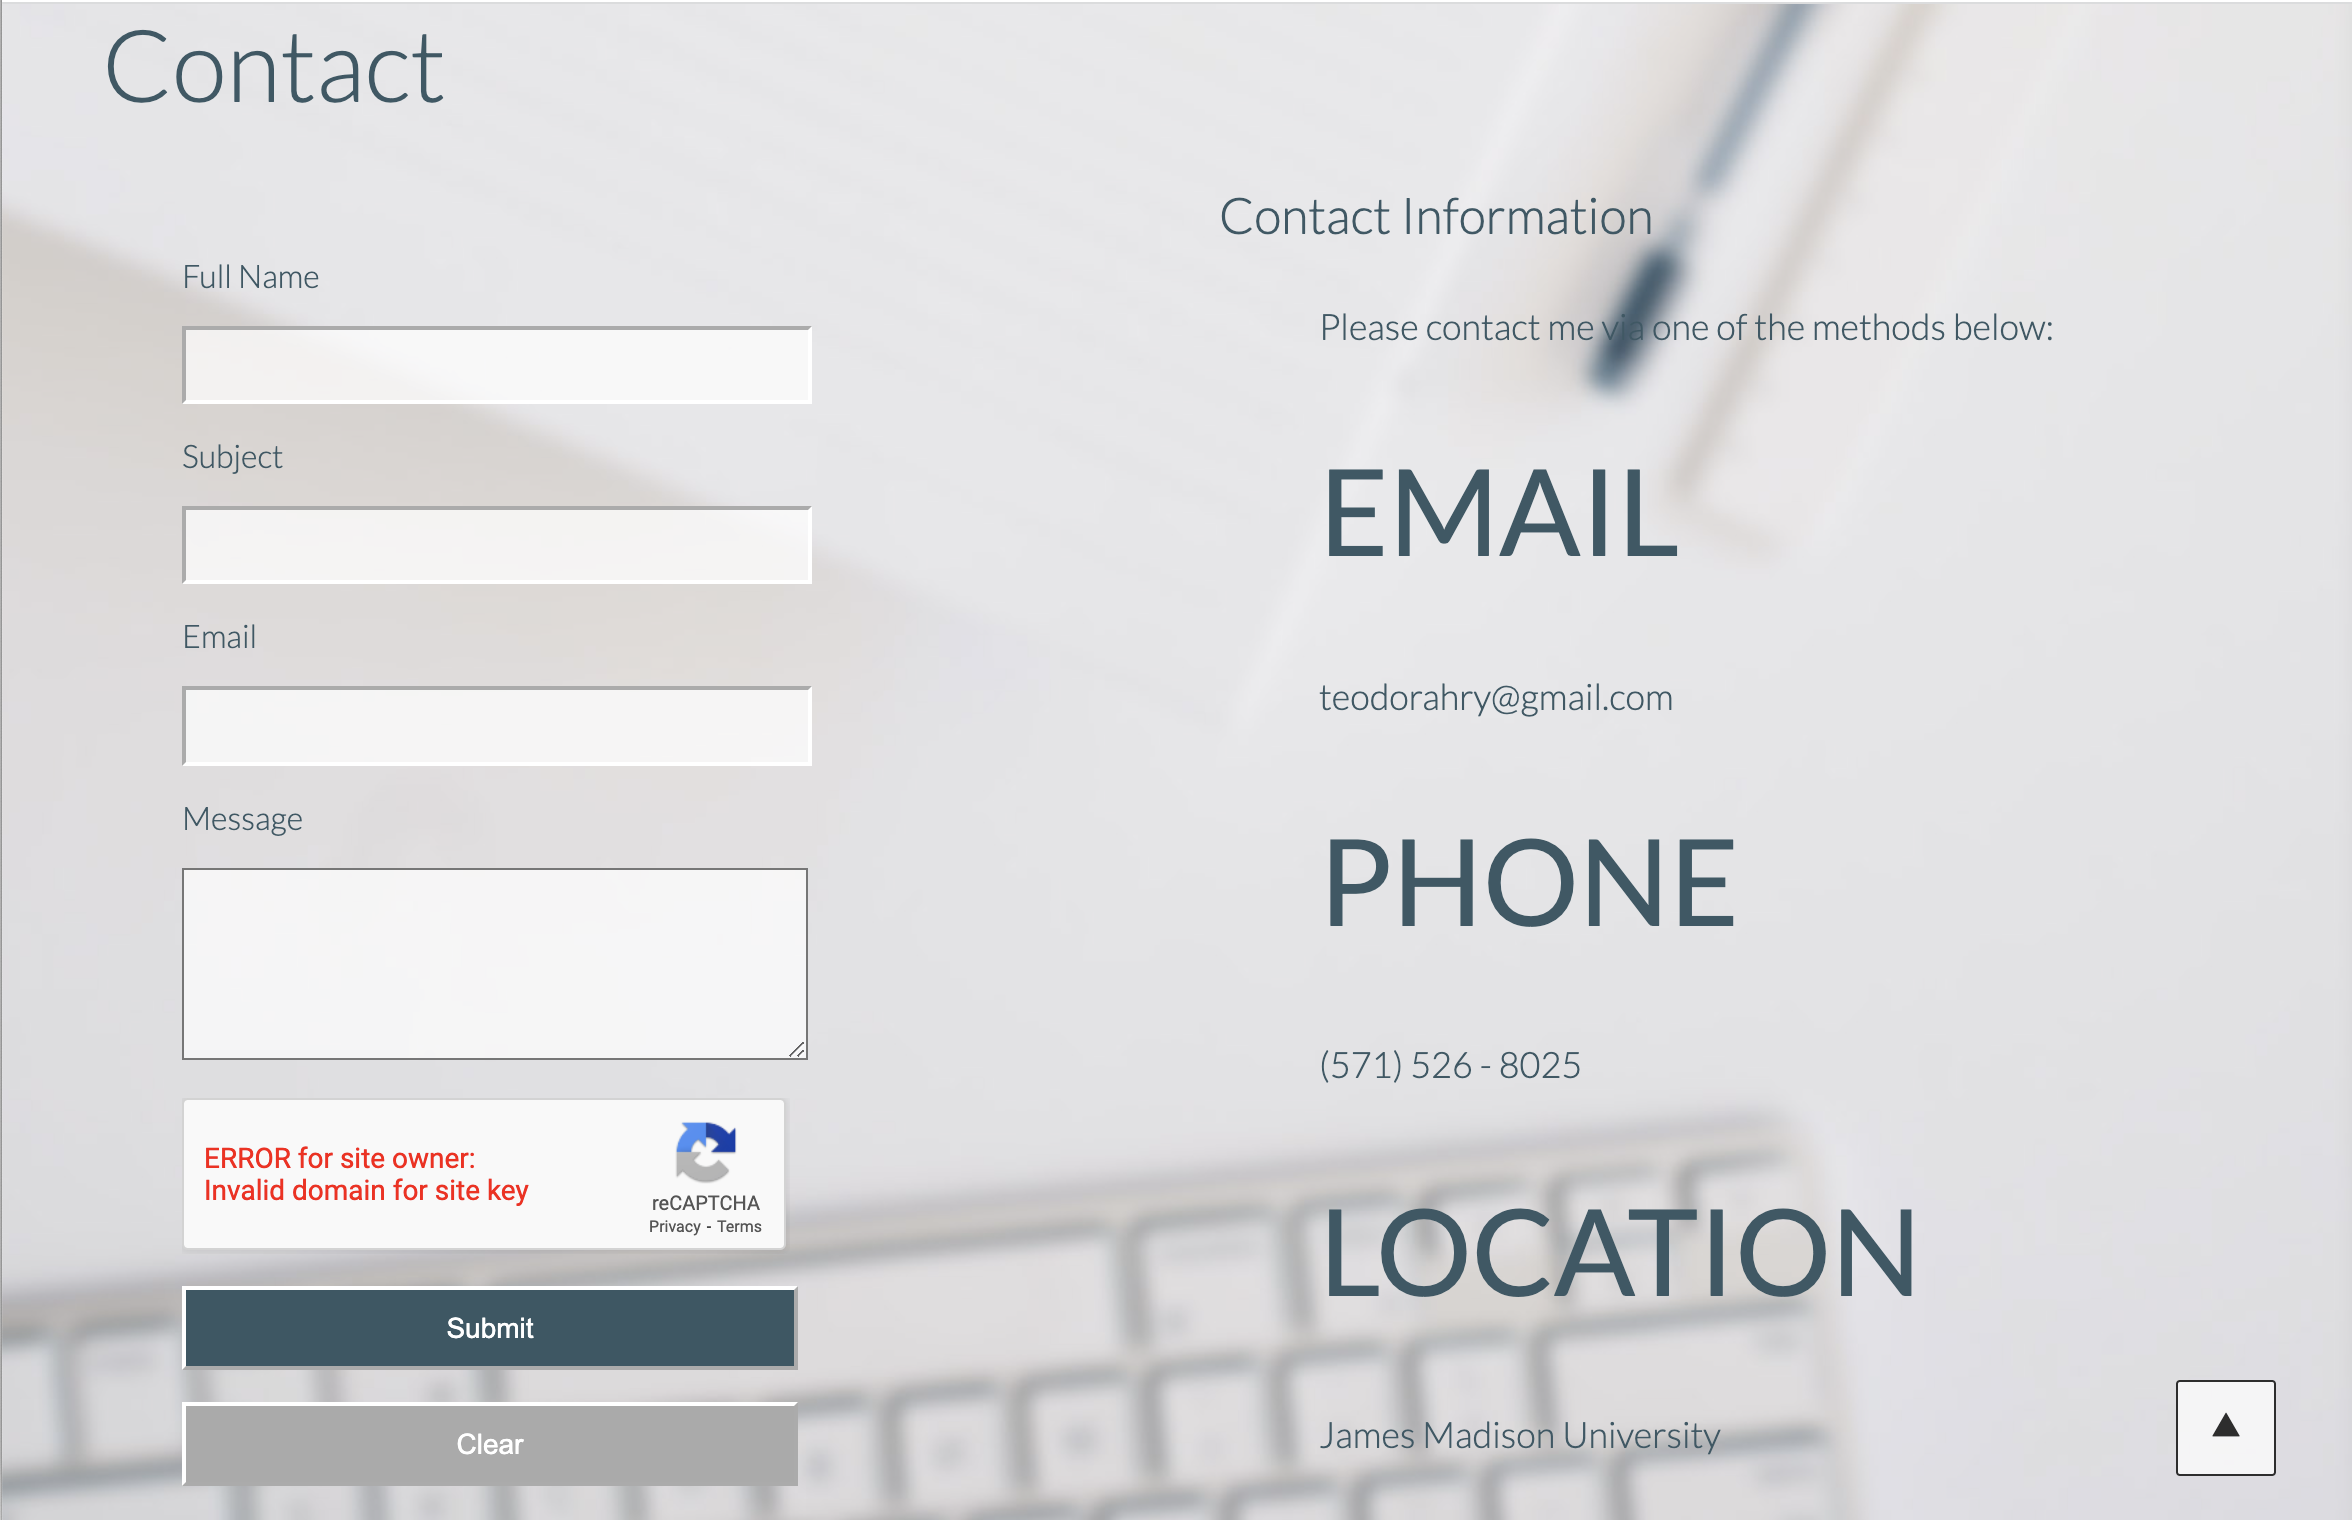 Contact
Full Name
Subject
Email
Message
ERROR for site owner:
Invalid domain for site key
reCAPTCHA
Privacy - Terms
Submit
Clear
Contact Information
Please contact me via one of the methods below:
EMAIL
teodorahry@gmail.com
PHONE
(571) 526 - 8025
LOCATION
James Madison University